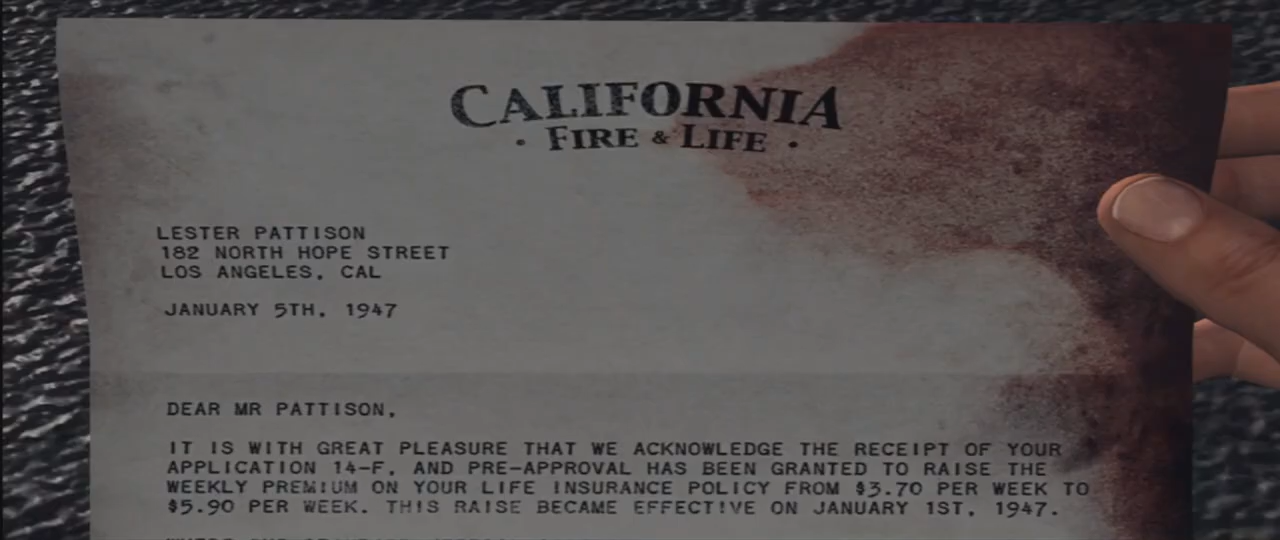 CALIFORNIA
• FIRE & LIFE •
LESTER PATTISON
182 NORTH HOPE STREET
LOS ANGELES, CAL
JANUARY 5TH, 1947
DEAR MR PATTISON,
IT IS WITH GREAT PLEASURE THAT WE ACKNOWLEDGE THE RECEIPT OF YOUR
APPLICATION 14-F, AND PRE-APPROVAL HAS BEEN GRANTED TO RAISE THE
WEEKLY PREMIUM ON YOUR LIFE INSURANCE POLICY FROM $3.70 PER WEEK TO
$5.90 PER WEEK. THIS RAISE BECAME EFFECTIVE ON JANUARY 1ST, 1947.